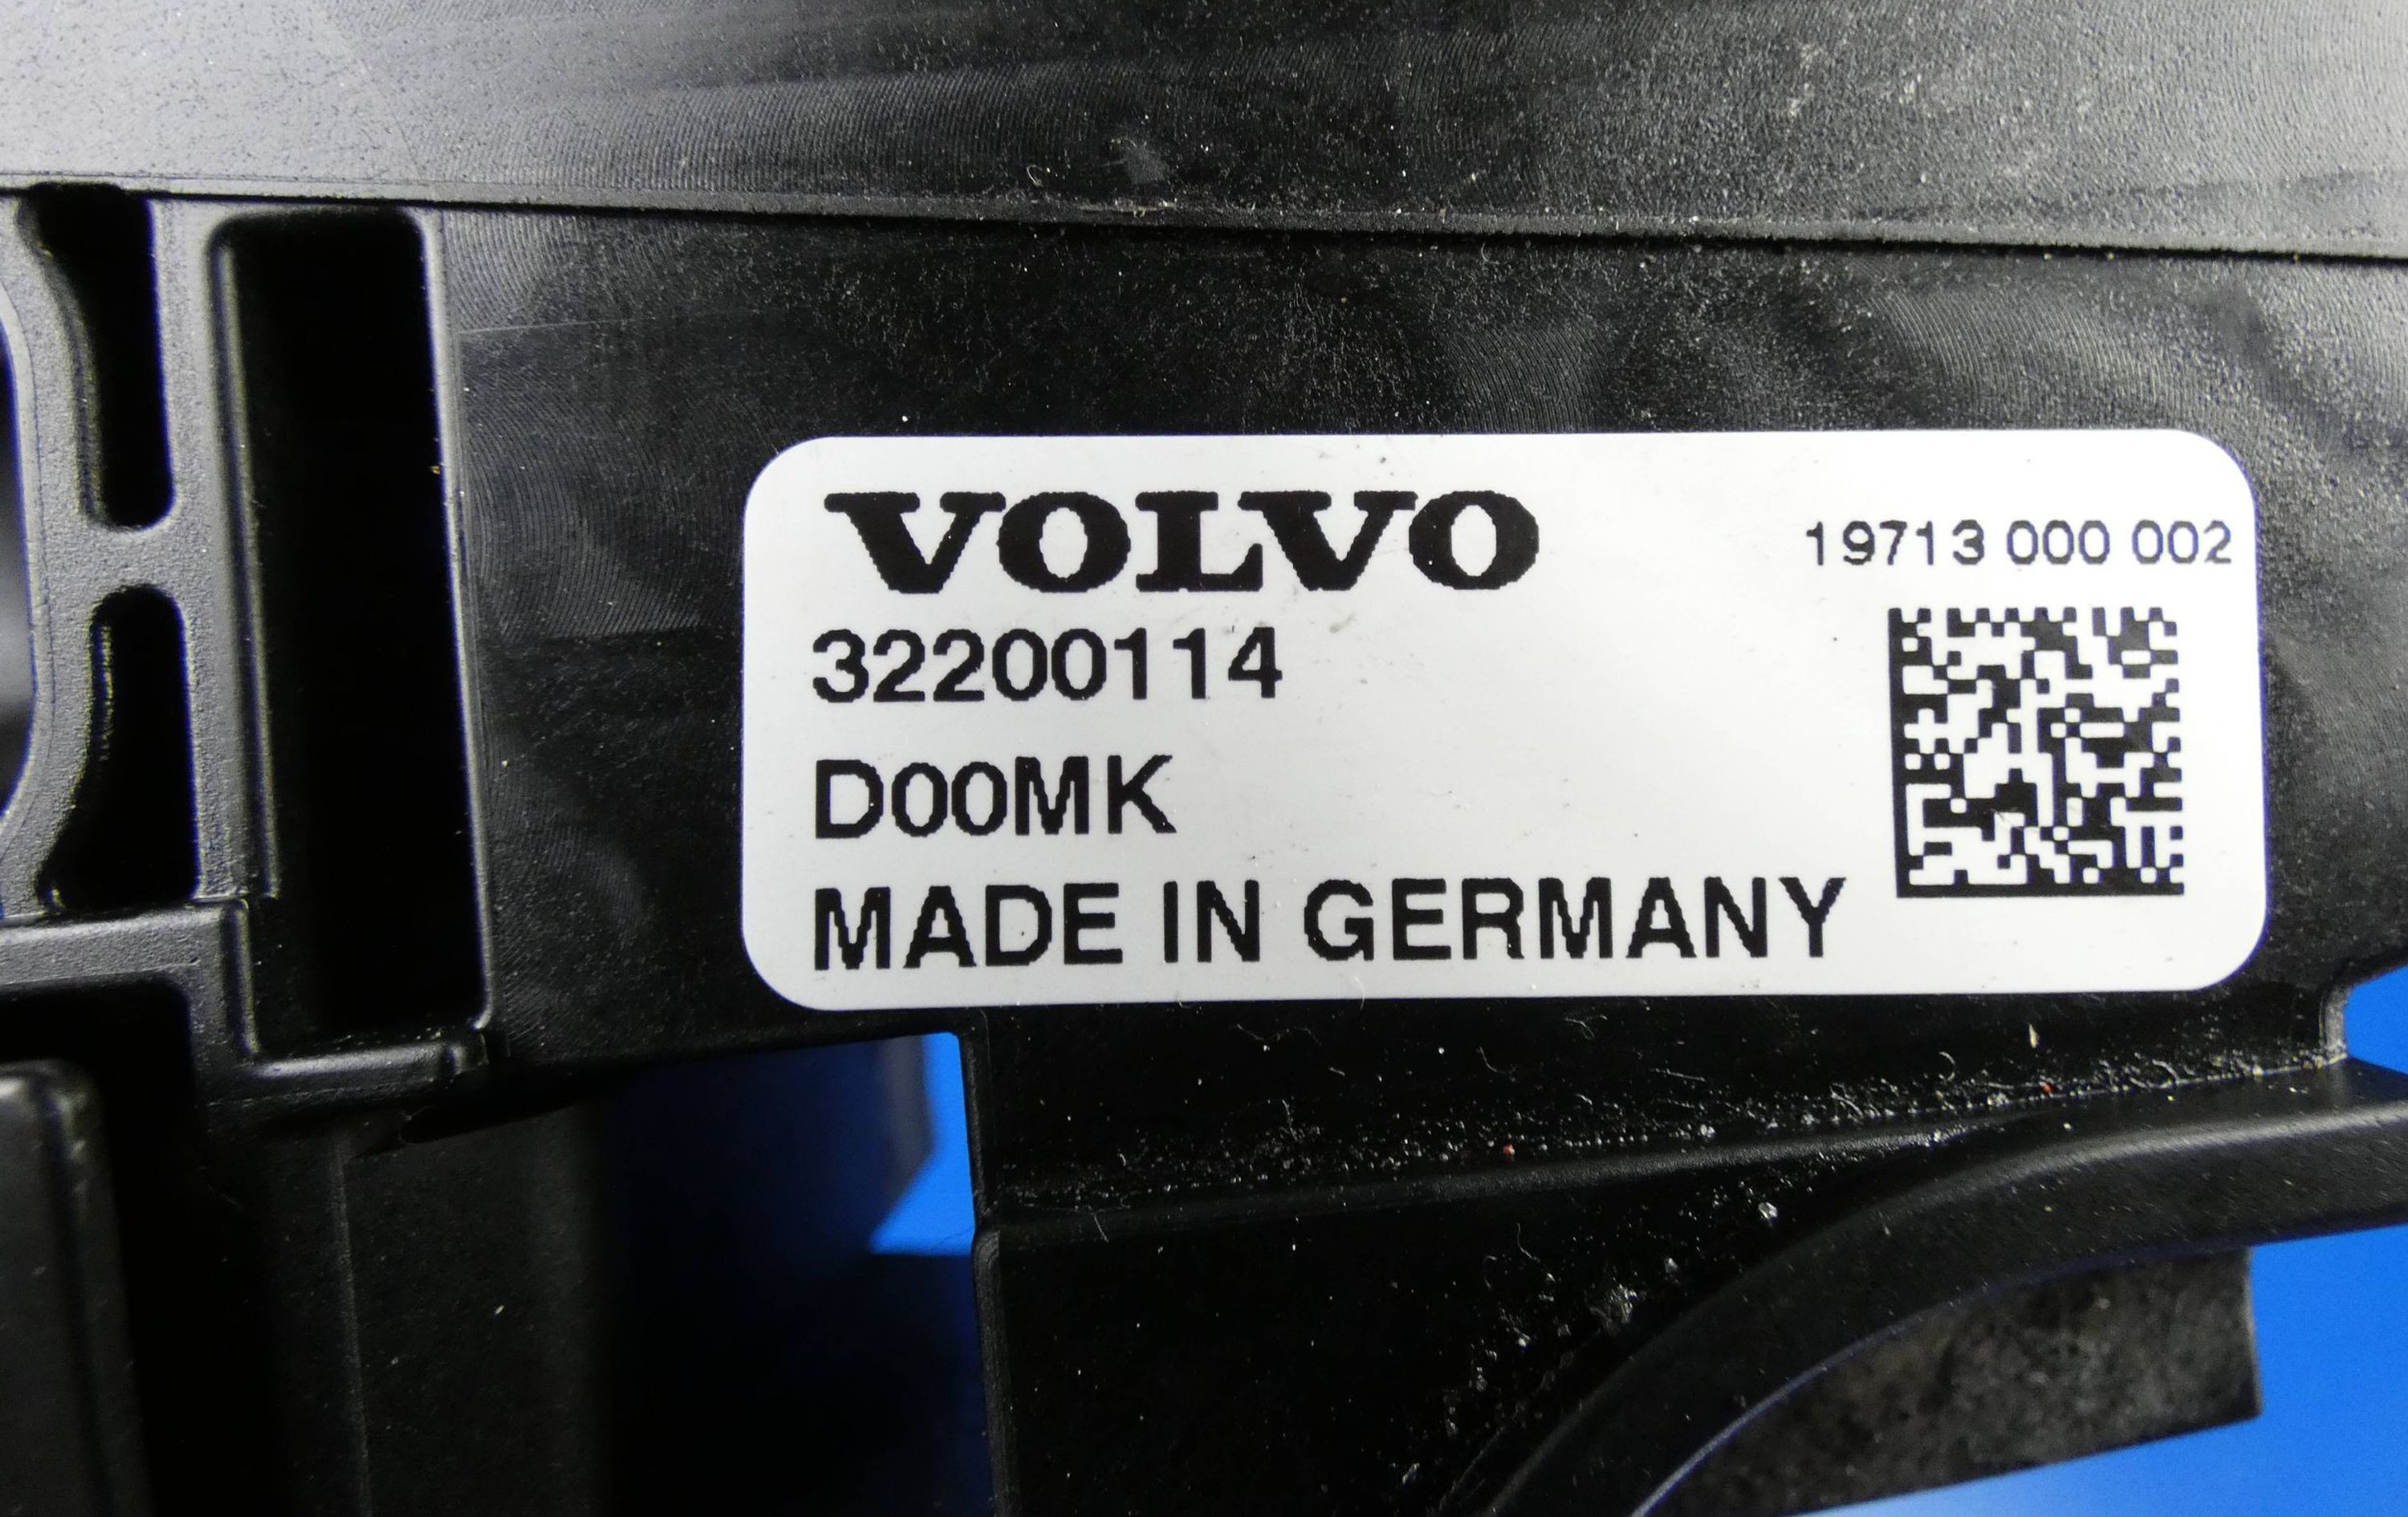 VOLVO
19713 000 002
32200114
D00MK
MADE IN GERMANY